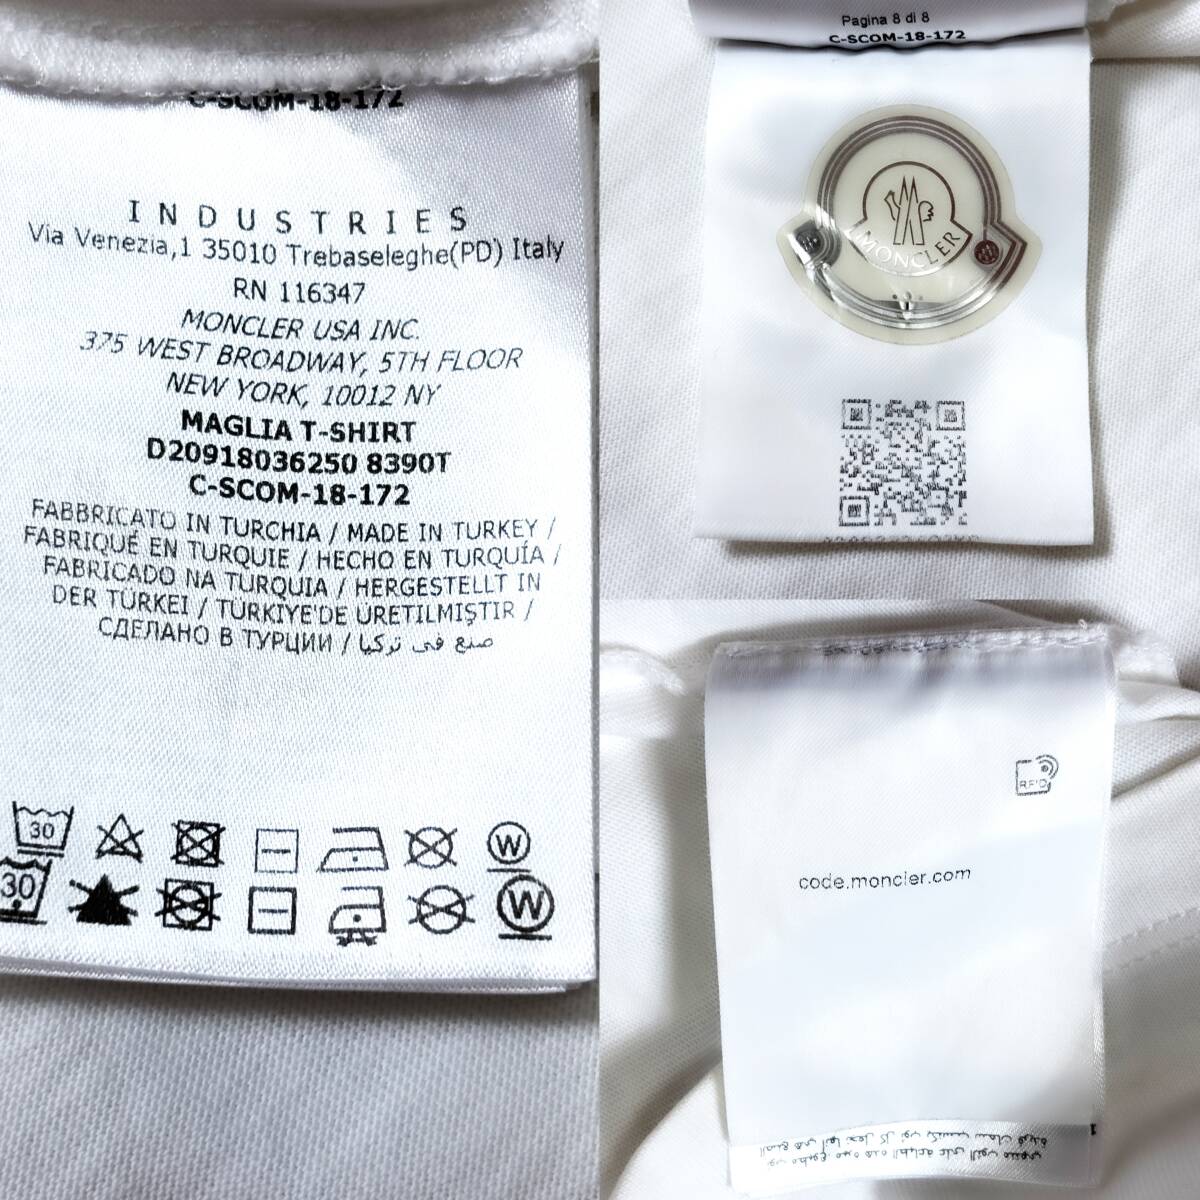 C-SCOM-18-172
INDUSTRIES
Via Venezia,1 35010 Trebaseleghe(PD) Italy
RN 116347
MONCLER USA INC.
375 WEST BROADWAY, 5TH FLOOR
NEW YORK, 10012 NY
MAGLIA T-SHIRT
D20918036250 8390T
C-SCOM-18-172
FABBRICATO IN TURCHIA / MADE IN TURKEY /
FABRIQUÉ EN TURQUIE / HECHO EN TURQUÍA /
FABRICADO NA TURQUIA / HERGESTELLT IN
DER TÜRKEI / TÜRKIYE'DE ÜRETILMIŞTIR /
СДЕЛАНО В ТУРЦИИ / صنع في تركيا
30
W
30
W
Pagina 8 di 8
C-SCOM-18-172
MONCLER
RFID
code.moncler.com